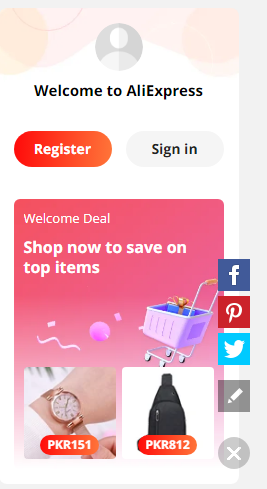 Welcome to AliExpress
Register
Sign in
Welcome Deal
Shop now to save on
top items
PKR151
PKR812